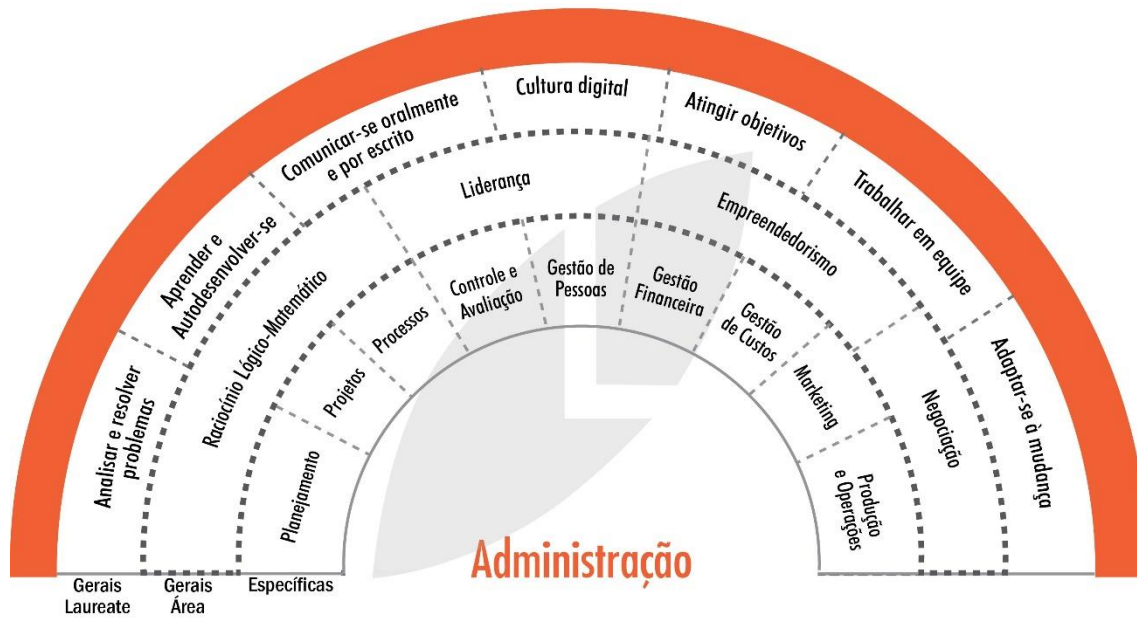 Analisar e resolver
problemas
Aprender e
Autodesenvolver-se
Comunicar-se oralmente
e por escrito
Cultura digital
Atingir objetivos
Trabalhar em equipe
Adaptar-se à mudança
Raciocínio Lógico-Matemático
Liderança
Empreendedorismo
Negociação
Planejamento
Projetos
Processos
Controle e
Avaliação
Gestão de
Pessoas
Gestão
Financeira
Gestão
de Custos
Marketing
Produção
e Operações
Administração
Gerais
Laureate
Gerais
Área
Específicas